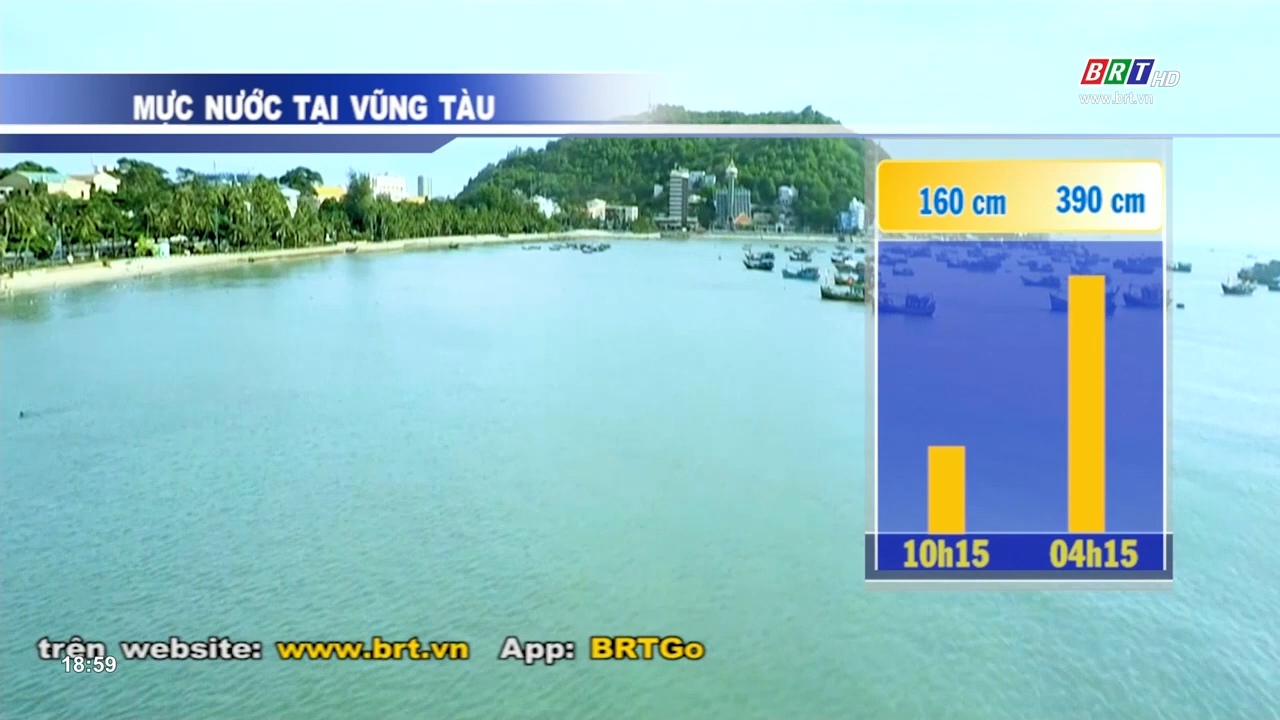 BRT HD
www.brt.vn
MỰC NƯỚC TẠI VŨNG TÀU
160 cm 390 cm
10h15 04h15
trên website: www.brt.vn App: BRTGo
18:59